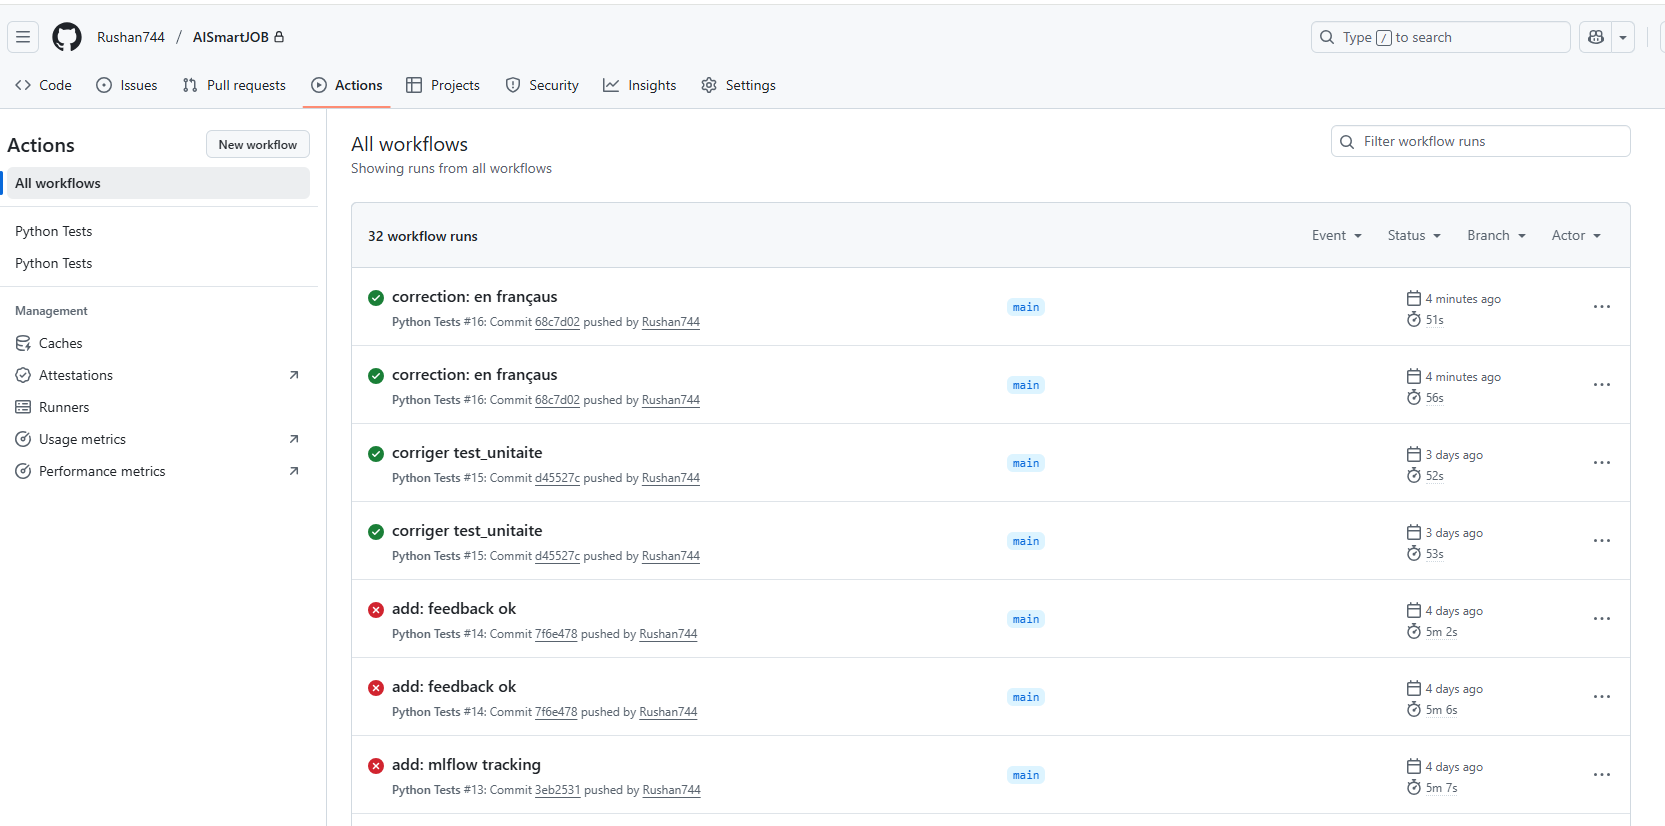 Rushan744 / AISmartJOB
Type / to search
Code
Issues
Pull requests
Actions
Projects
Security
Insights
Settings
Actions
New workflow
All workflows
Python Tests
Python Tests
Management
Caches
Attestations
Runners
Usage metrics
Performance metrics
All workflows
Showing runs from all workflows
Filter workflow runs
32 workflow runs
Event
Status
Branch
Actor
correction: en françaus
Python Tests #16: Commit 68c7d02 pushed by Rushan744
main
4 minutes ago
51s
correction: en françaus
Python Tests #16: Commit 68c7d02 pushed by Rushan744
main
4 minutes ago
56s
corriger test_unitaite
Python Tests #15: Commit d45527c pushed by Rushan744
main
3 days ago
52s
corriger test_unitaite
Python Tests #15: Commit d45527c pushed by Rushan744
main
3 days ago
53s
add: feedback ok
Python Tests #14: Commit 7f6e478 pushed by Rushan744
main
4 days ago
5m 2s
add: feedback ok
Python Tests #14: Commit 7f6e478 pushed by Rushan744
main
4 days ago
5m 6s
add: mlflow tracking
Python Tests #13: Commit 3eb2531 pushed by Rushan744
main
4 days ago
5m 7s